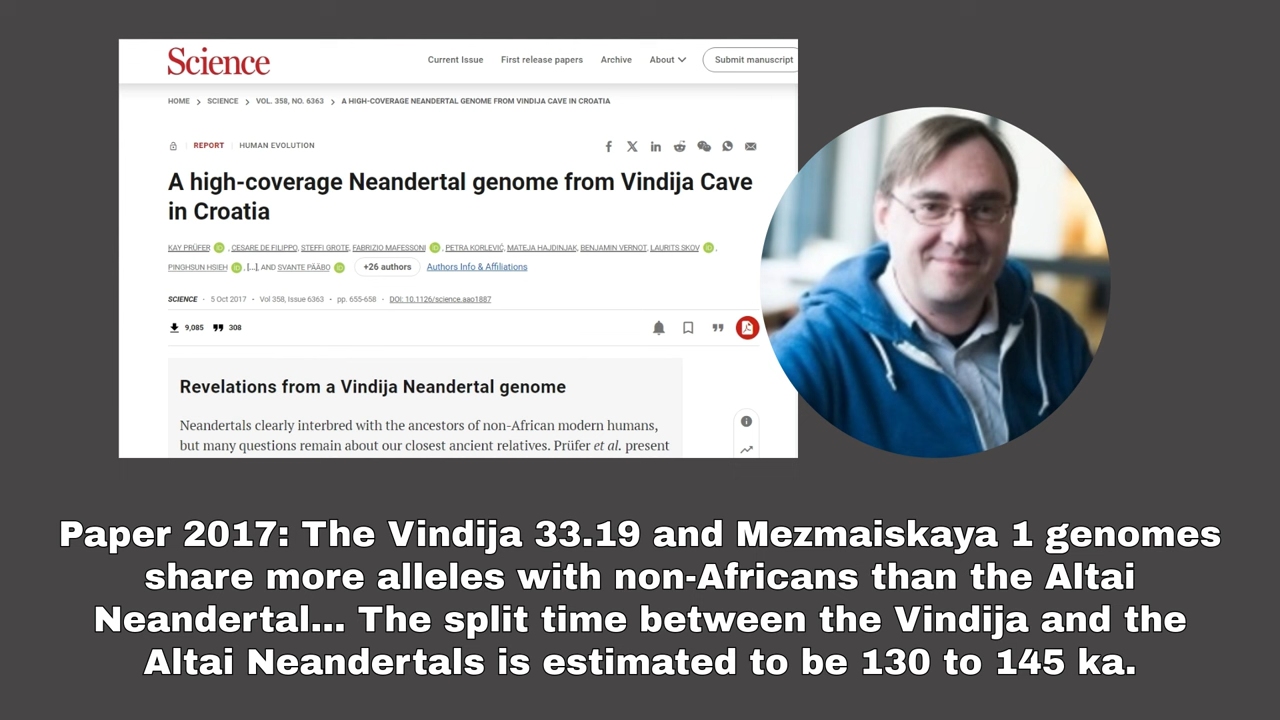 Science
Current Issue First release papers Archive About Submit manuscript
HOME > SCIENCE > VOL. 358, NO. 6363 > A HIGH-COVERAGE NEANDERTAL GENOME FROM VINDIJA CAVE IN CROATIA
REPORT | HUMAN EVOLUTION
A high-coverage Neandertal genome from Vindija Cave
in Croatia
KAY PRÜFER, CESARE DE FILIPPO, STEFFI GROTE, FABRIZIO MAFESSONI, PETRA KORLEVIĆ, MATEJA HAJDINJAK, BENJAMIN VERNOT, LAURITS SKOV,
PINGHSUN HSIEH, [...], AND SVANTE PÄÄBO +26 authors Authors Info & Affiliations
SCIENCE • 5 Oct 2017 • Vol 358, Issue 6363 • pp. 655-658 • DOI: 10.1126/science.aao1887
9,085 308
Revelations from a Vindija Neandertal genome
Neandertals clearly interbred with the ancestors of non-African modern humans,
but many questions remain about our closest ancient relatives. Prüfer et al. present
Paper 2017: The Vindija 33.19 and Mezmaiskaya 1 genomes
share more alleles with non-Africans than the Altai
Neandertal... The split time between the Vindija and the
Altai Neandertals is estimated to be 130 to 145 ka.